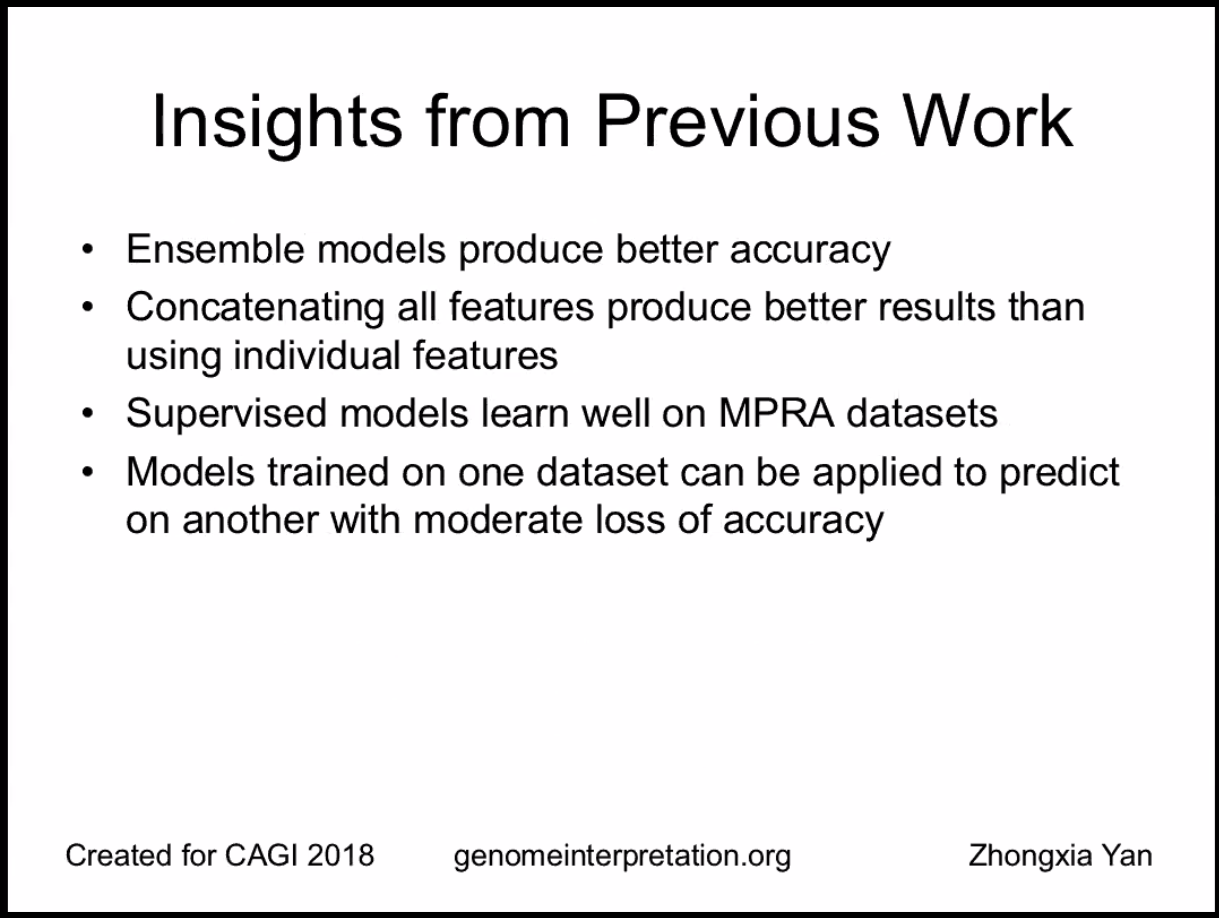 Insights from Previous Work
• Ensemble models produce better accuracy
• Concatenating all features produce better results than
using individual features
• Supervised models learn well on MPRA datasets
• Models trained on one dataset can be applied to predict
on another with moderate loss of accuracy
Created for CAGI 2018 genomeinterpretation.org Zhongxia Yan